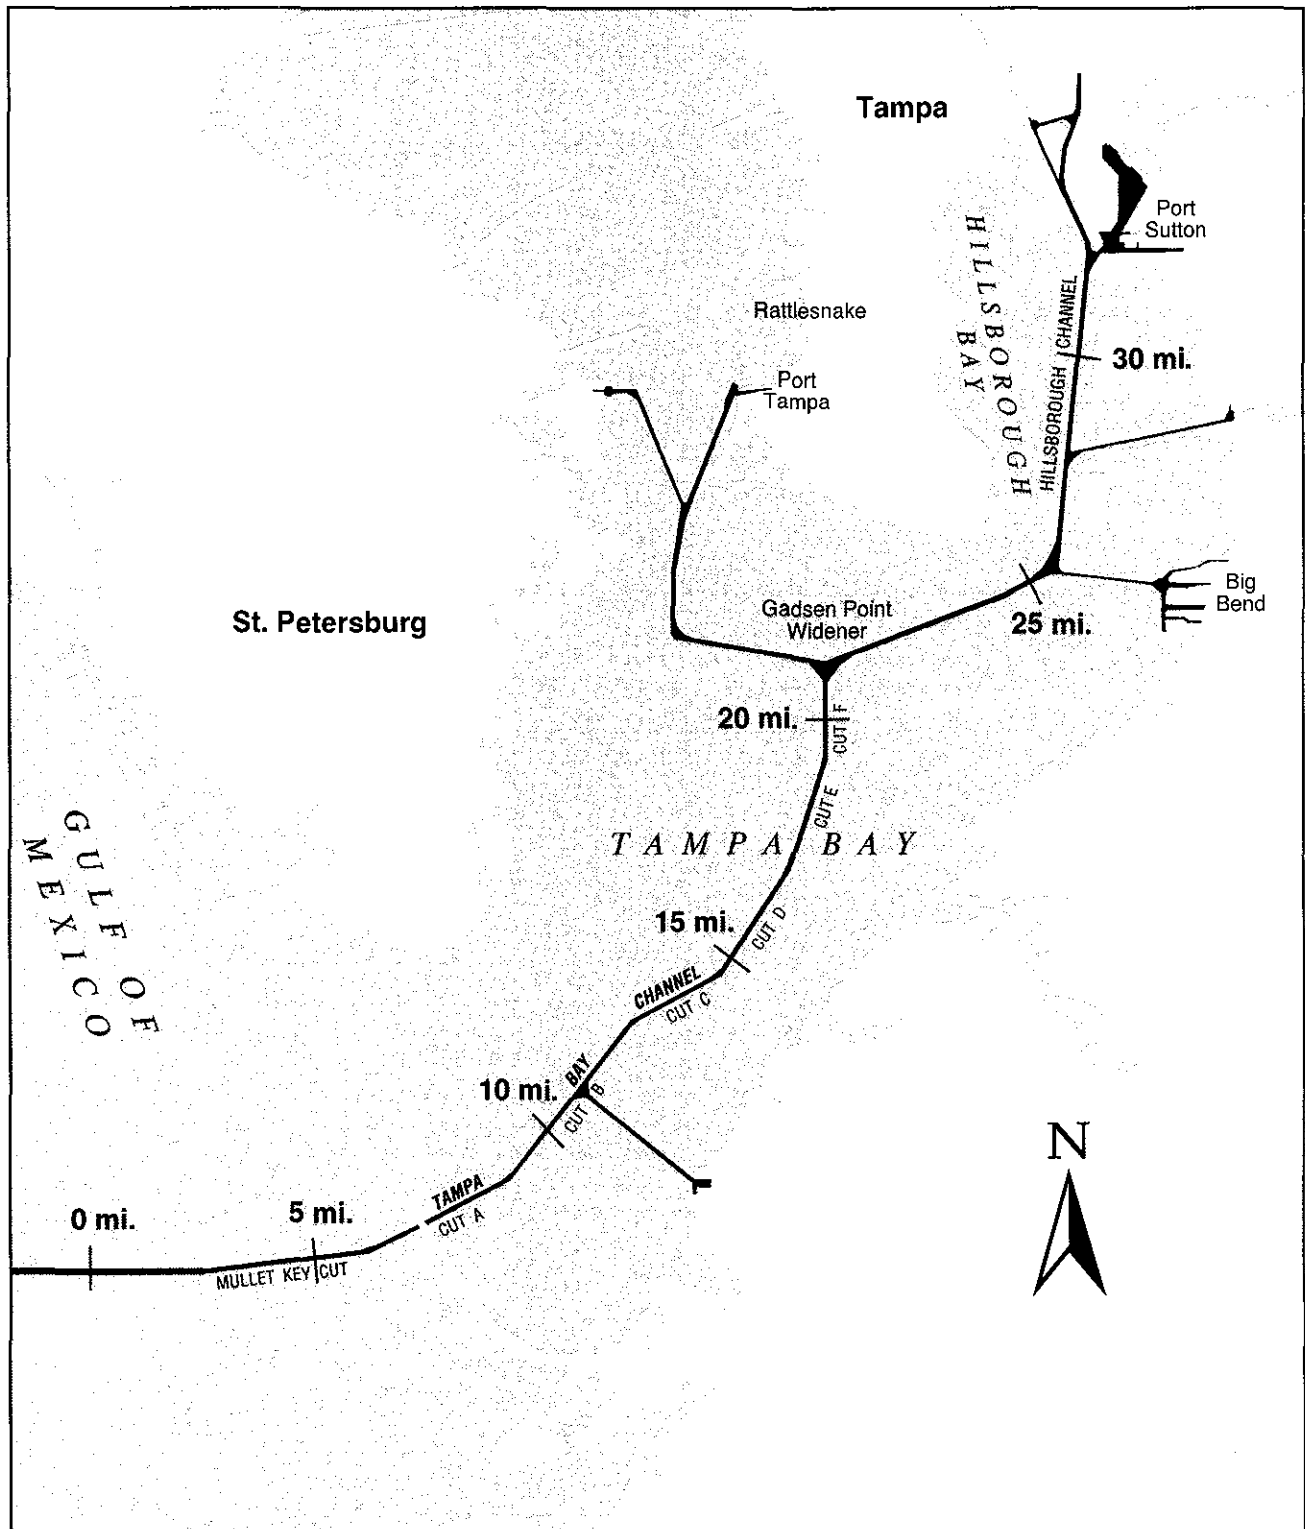 Tampa
Port
Sutton
HILLSBOROUGH
BAY
HILLSBOROUGH CHANNEL
30 mi.
Rattlesnake
Port
Tampa
Big
Bend
25 mi.
Gadsen Point
Widener
St. Petersburg
20 mi.
CUT F
CUT E
TAMPA BAY
GULF OF
MEXICO
15 mi.
CUT D
CHANNEL
CUT C
BAY
10 mi.
CUT B
N
TAMPA
CUT A
5 mi.
0 mi.
MULLET KEY CUT